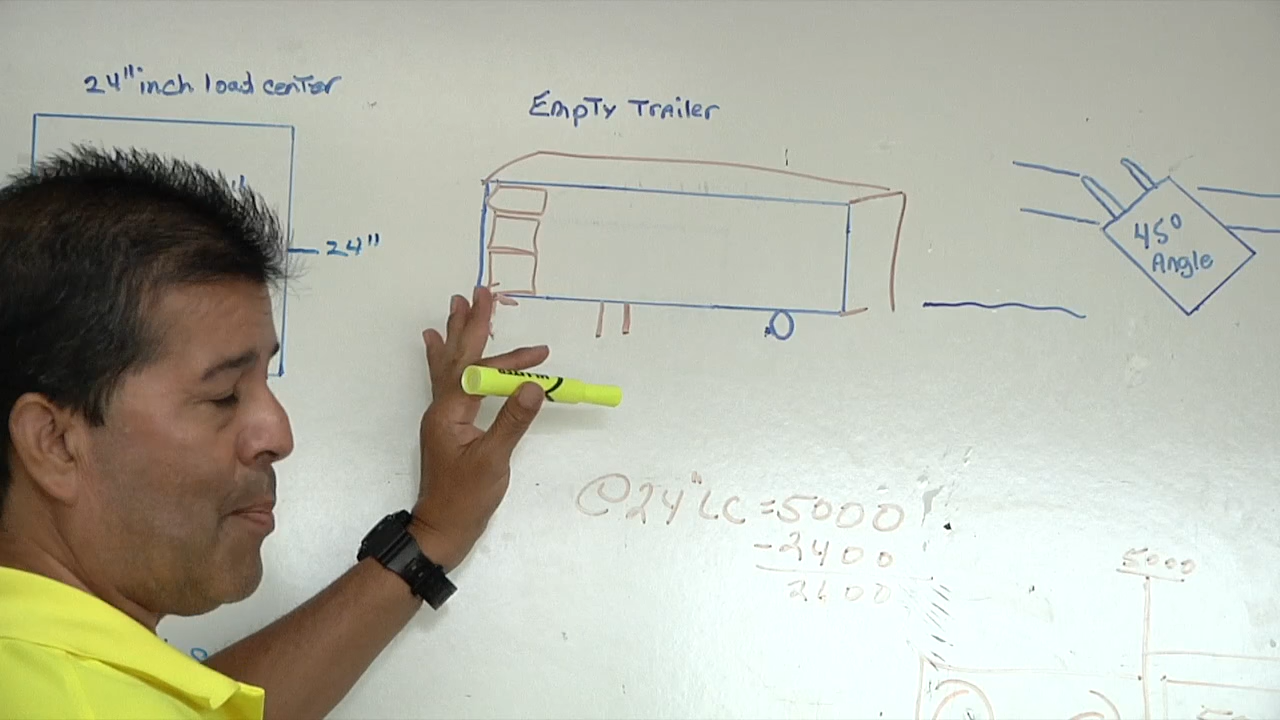 24" inch load center
24"
Empty Trailer
45°
Angle
@24" LC = 5000
-2400
2600
5000